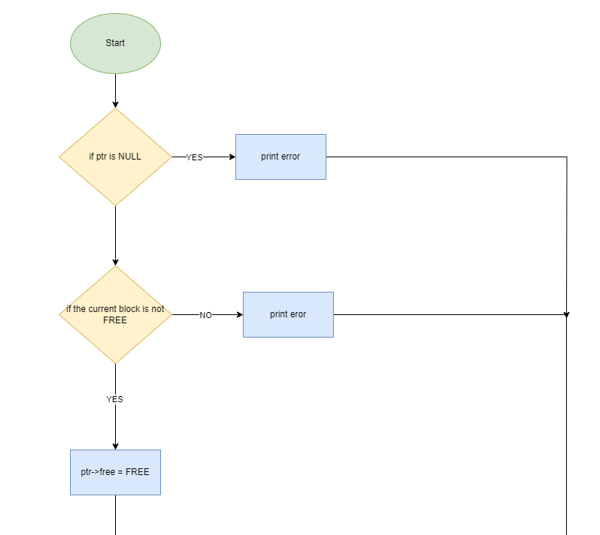 Start
if ptr is NULL
YES
print error
if the current block is not
FREE
NO
print eror
YES
ptr->free = FREE